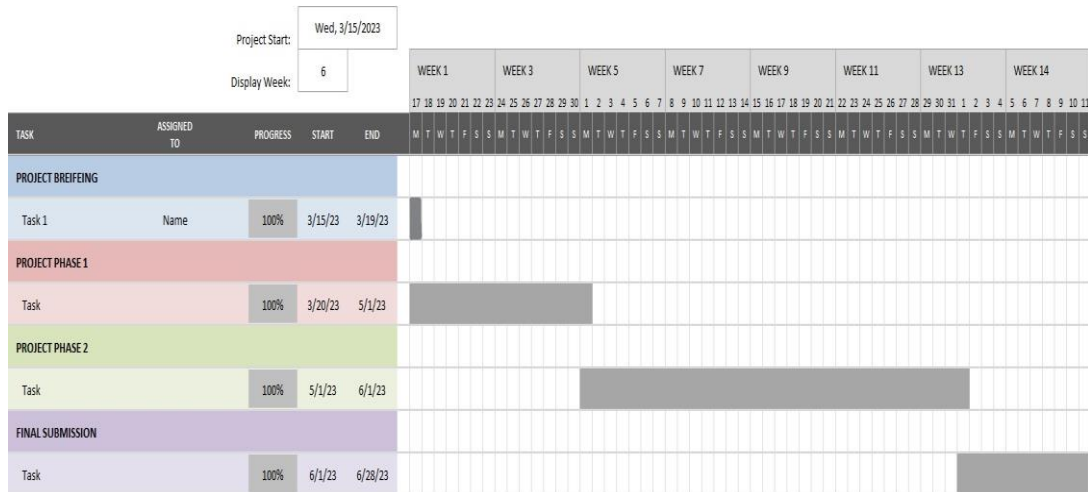 Project Start: Wed, 3/15/2023
Display Week: 6
WEEK 1 WEEK 3 WEEK 5 WEEK 7 WEEK 9 WEEK 11 WEEK 13 WEEK 14
17 18 19 20 21 22 23 24 25 26 27 28 29 30 1 2 3 4 5 6 7 8 9 10 11 12 13 14 15 16 17 18 19 20 21 22 23 24 25 26 27 28 29 30 31 1 2 3 4 5 6 7 8 9 10 11
TASK ASSIGNED TO PROGRESS START END M T W T F S S M T W T F S S M T W T F S S M T W T F S S M T W T F S S M T W T F S S M T W T F S S M T W T F S S
PROJECT BREIFEING
Task 1 Name 100% 3/15/23 3/19/23
PROJECT PHASE 1
Task 100% 3/20/23 5/1/23
PROJECT PHASE 2
Task 100% 5/1/23 6/1/23
FINAL SUBMISSION
Task 100% 6/1/23 6/28/23